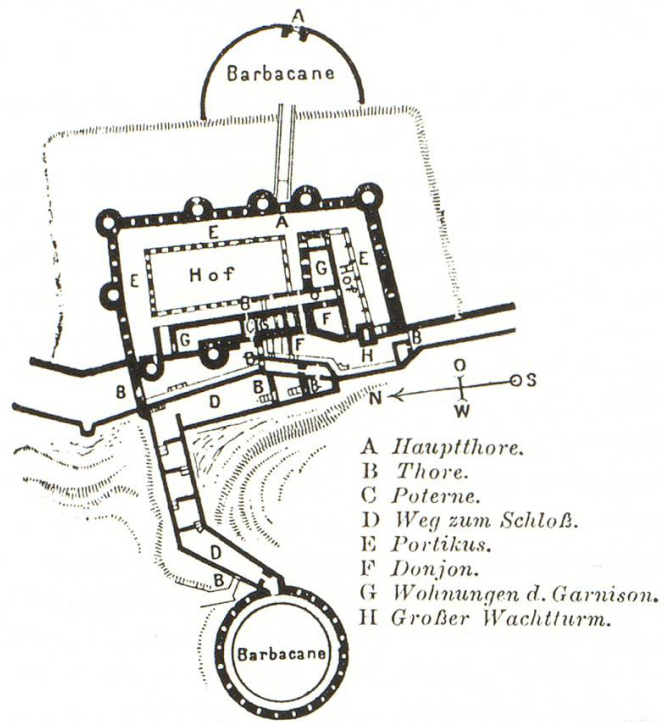 A
Barbacane
A
E
E
E
Hof
G
Hof
B
G
C
F
F
B
H
B
B
B
B
D
O
N
S
W
D
B
Barbacane
A Hauptthore.
B Thore.
C Poterne.
D Weg zum Schloß.
E Portikus.
F Donjon.
G Wohnungen d. Garnison.
H Großer Wachtturm.